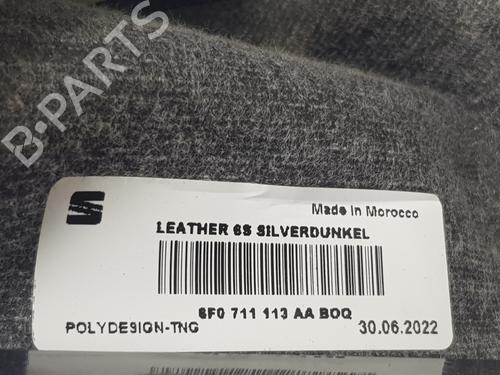 B-PARTS
Made in Morocco
LEATHER 6S SILVERDUNKEL
6F0 711 113 AA BOQ
POLYDESIGN-TNG
30.06.2022